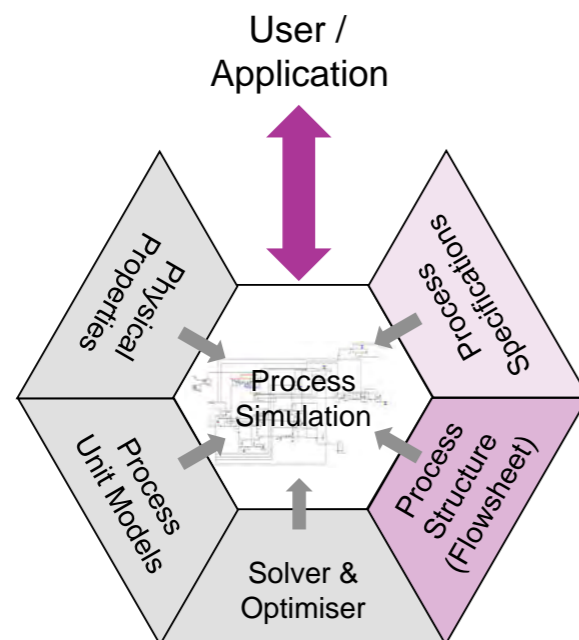 User /
Application
Physical
Properties
Process
Specifications
Process
Simulation
Process
Unit Models
Process
Structure
(Flowsheet)
Solver &
Optimiser